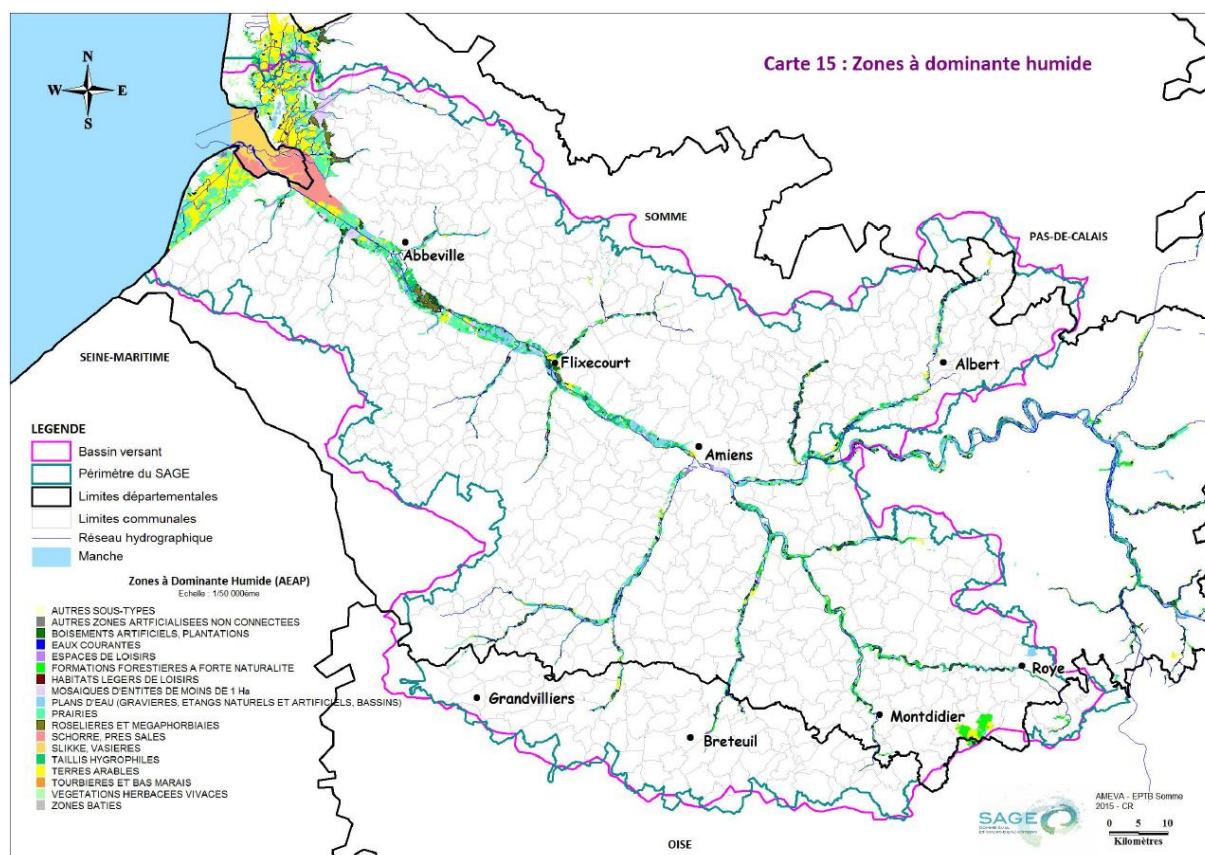 Carte 15 : Zones à dominante humide
N
W E
S
SOMME
PAS-DE-CALAIS
Abbeville
SEINE-MARITIME
Flixecourt
Albert
Amiens
Roye
Grandvilliers
Montdidier
Breteuil
OISE
LEGENDE
Bassin versant
Périmètre du SAGE
Limites départementales
Limites communales
Réseau hydrographique
Manche
Zones à Dominante Humide (AEAP)
Echelle : 1/50 000ème
AUTRES SOUS-TYPES
AUTRES ZONES ARTFICIALISEES NON CONNECTEES
BOISEMENTS ARTIFICIELS, PLANTATIONS
EAUX COURANTES
ESPACES DE LOISIRS
FORMATIONS FORESTIERES A FORTE NATURALITE
HABITATS LEGERS DE LOISIRS
MOSAIQUES D'ENTITES DE MOINS DE 1 Ha
PLANS D'EAU (GRAVIERES, ETANGS NATURELS ET ARTIFICIELS, BASSINS)
PRAIRIES
ROSELIERES ET MEGAPHORBIAIES
SCHORRE, PRES SALES
SLIKKE, VASIERES
TAILLIS HYGROPHILES
TERRES ARABLES
TOURBIERES ET BAS MARAIS
VEGETATIONS HERBACEES VIVACES
ZONES BATIES
SAGE
AMEVA - EPTB Somme
2015 - CR
0 5 10
Kilomètres